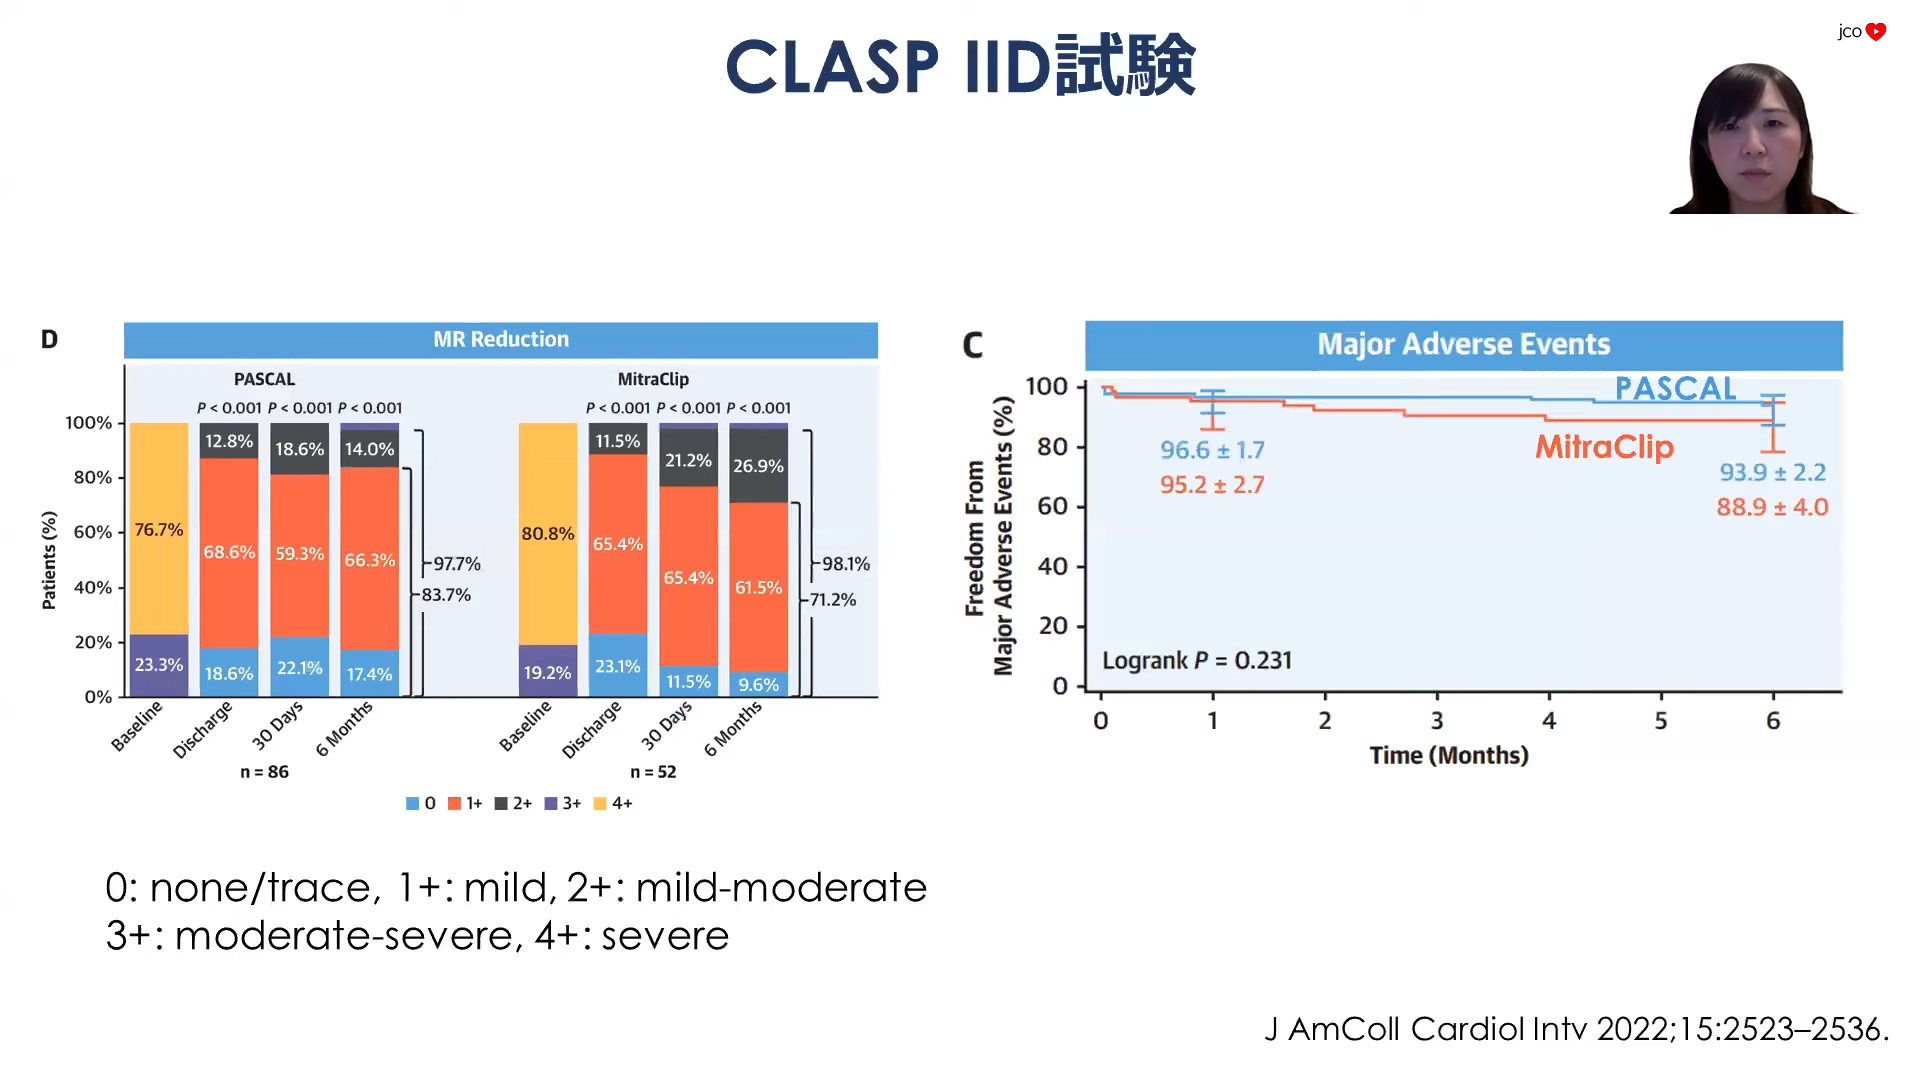 CLASP IID試験
jco
D
MR Reduction
PASCAL
MitraClip
P < 0.001 P < 0.001 P < 0.001
P < 0.001 P < 0.001 P < 0.001
Patients (%)
100%
80%
60%
40%
20%
0%
76.7%
23.3%
12.8%
68.6%
18.6%
18.6%
59.3%
22.1%
14.0%
66.3%
17.4%
97.7%
83.7%
80.8%
19.2%
11.5%
65.4%
23.1%
21.2%
65.4%
11.5%
26.9%
61.5%
9.6%
98.1%
71.2%
Baseline
Discharge
30 Days
6 Months
Baseline
Discharge
30 Days
6 Months
n = 86
n = 52
0 1+ 2+ 3+ 4+
C
Major Adverse Events
Freedom From
Major Adverse Events (%)
100
80
60
40
20
0
PASCAL
MitraClip
96.6 ± 1.7
95.2 ± 2.7
93.9 ± 2.2
88.9 ± 4.0
Logrank P = 0.231
0 1 2 3 4 5 6
Time (Months)
0: none/trace, 1+: mild, 2+: mild-moderate
3+: moderate-severe, 4+: severe
J AmColl Cardiol Intv 2022;15:2523–2536.